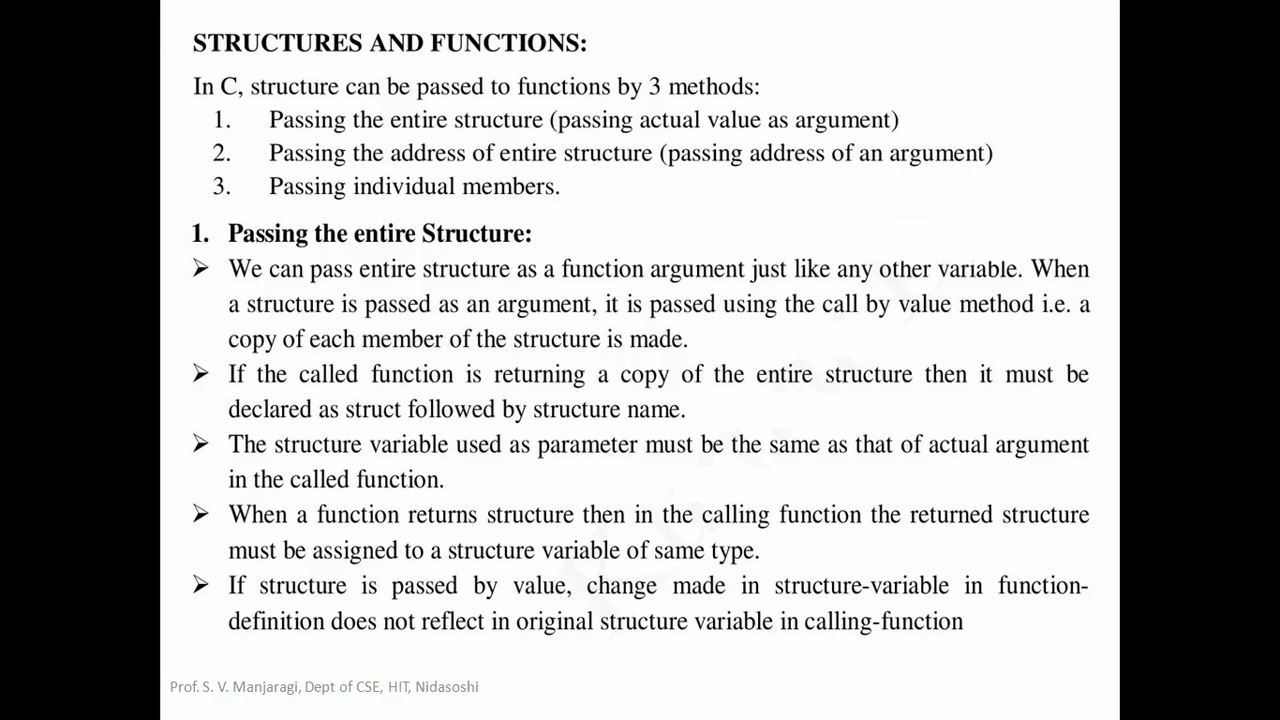 STRUCTURES AND FUNCTIONS:
In C, structure can be passed to functions by 3 methods:
1. Passing the entire structure (passing actual value as argument)
2. Passing the address of entire structure (passing address of an argument)
3. Passing individual members.
1. Passing the entire Structure:
➢ We can pass entire structure as a function argument just like any other variable. When
a structure is passed as an argument, it is passed using the call by value method i.e. a
copy of each member of the structure is made.
➢ If the called function is returning a copy of the entire structure then it must be
declared as struct followed by structure name.
➢ The structure variable used as parameter must be the same as that of actual argument
in the called function.
➢ When a function returns structure then in the calling function the returned structure
must be assigned to a structure variable of same type.
➢ If structure is passed by value, change made in structure-variable in function-
definition does not reflect in original structure variable in calling-function
Prof. S. V. Manjaragi, Dept of CSE, HIT, Nidasoshi